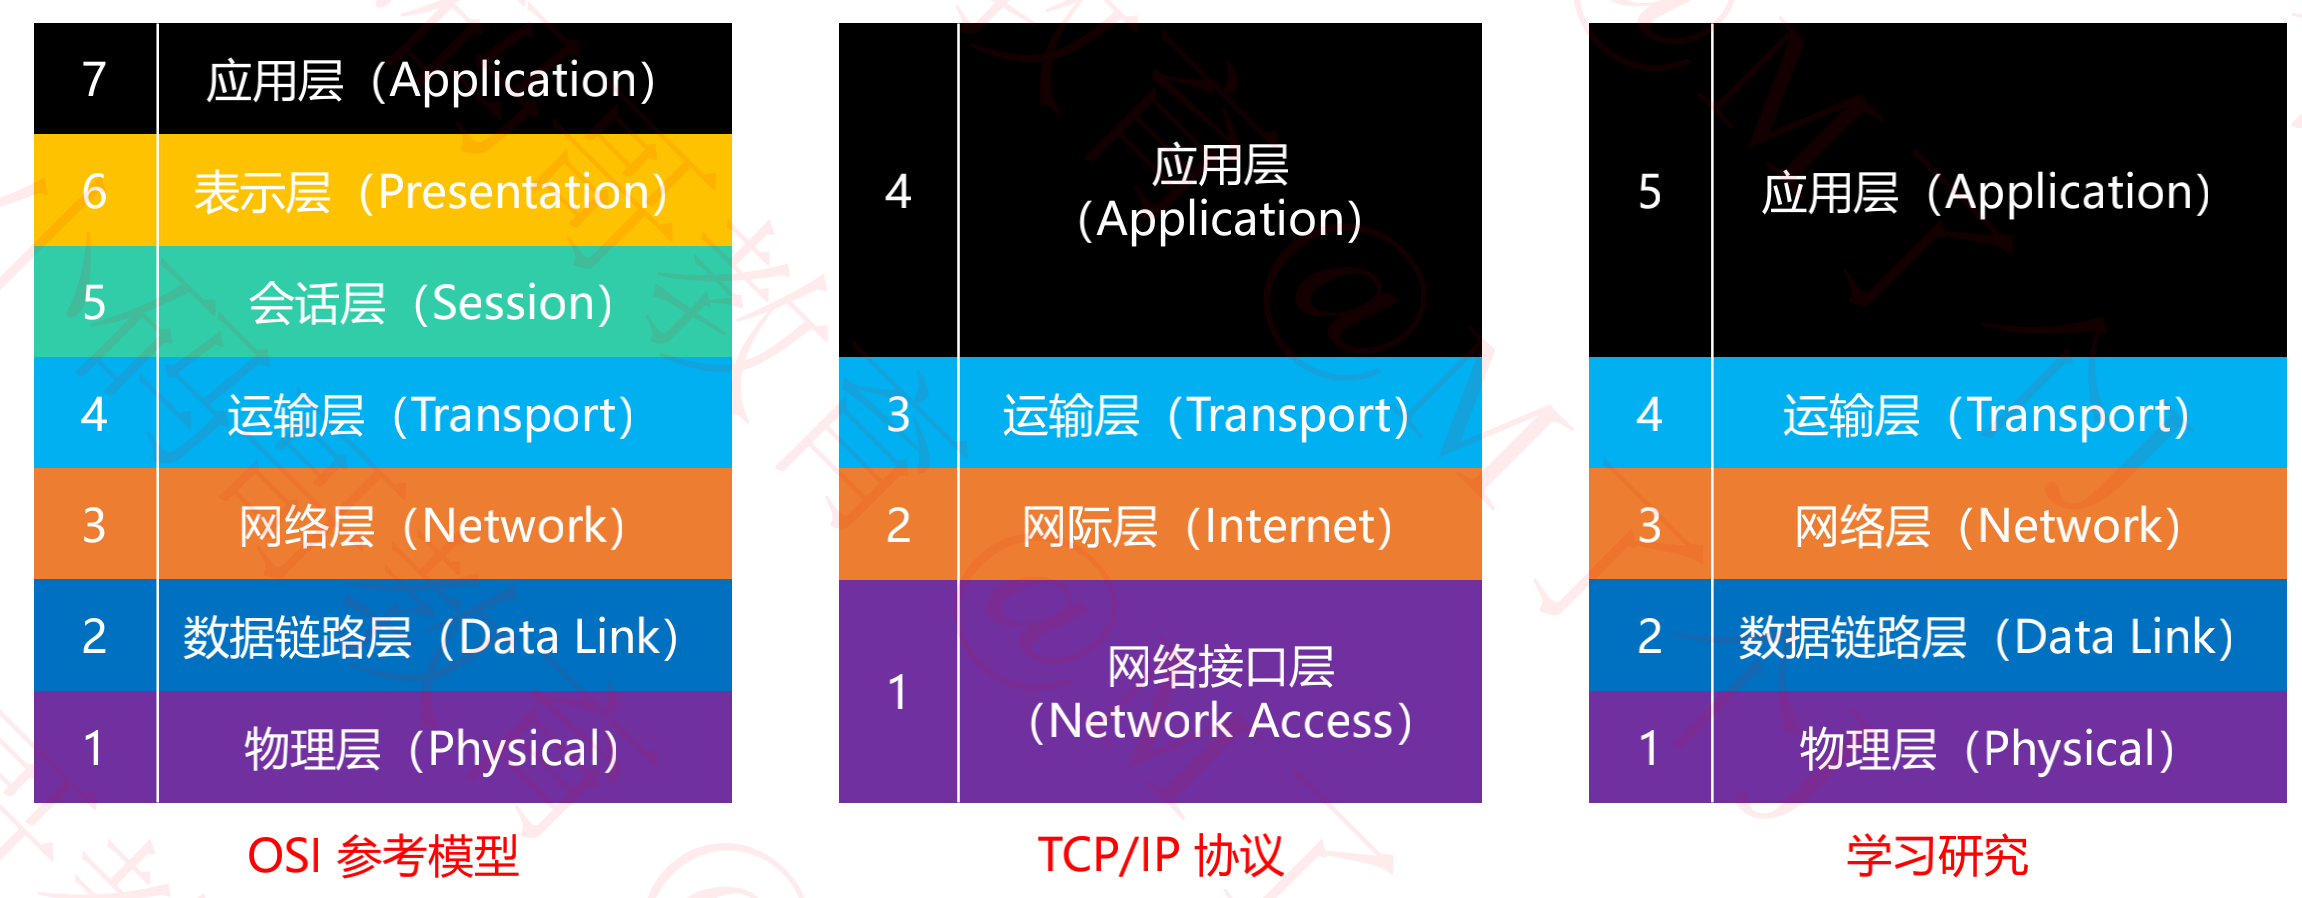 7 应用层（Application）
6 表示层（Presentation）
5 会话层（Session）
4 运输层（Transport）
3 网络层（Network）
2 数据链路层（Data Link）
1 物理层（Physical）
OSI 参考模型
4 应用层
（Application）
3 运输层（Transport）
2 网际层（Internet）
1 网络接口层
（Network Access）
TCP/IP 协议
5 应用层（Application）
4 运输层（Transport）
3 网络层（Network）
2 数据链路层（Data Link）
1 物理层（Physical）
学习研究